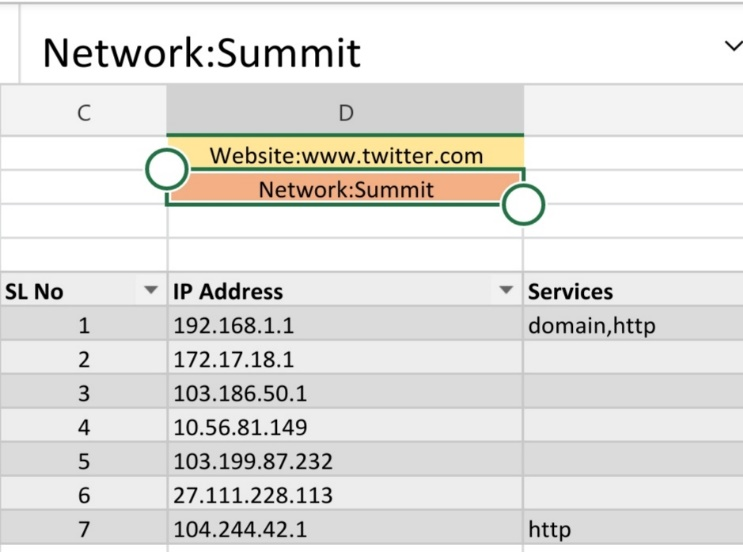 Network:Summit
C D
Website:www.twitter.com
Network:Summit
SL No IP Address Services
1 192.168.1.1 domain,http
2 172.17.18.1
3 103.186.50.1
4 10.56.81.149
5 103.199.87.232
6 27.111.228.113
7 104.244.42.1 http